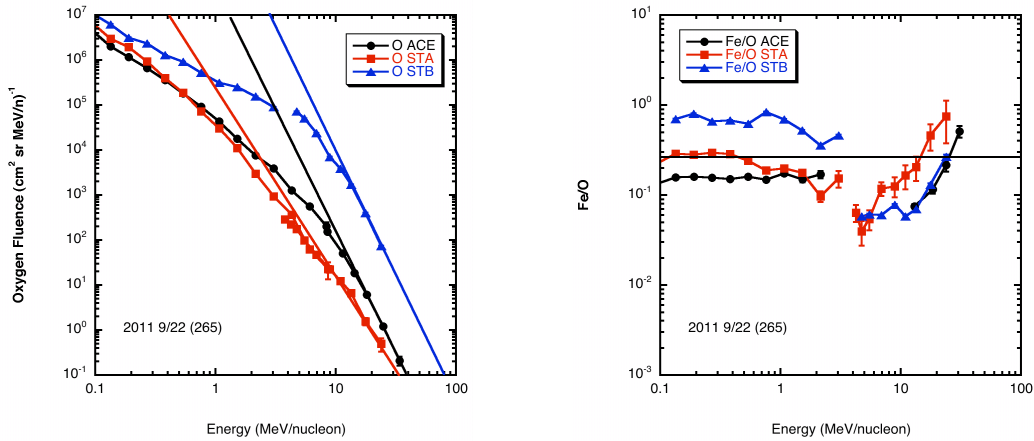 10^7
10^6
10^5
10^4
10^3
10^2
10^1
10^0
10^-1
Oxygen Fluence (cm^2 sr MeV/n)^-1
O ACE
O STA
O STB
2011 9/22 (265)
0.1
1
10
100
Energy (MeV/nucleon)
10^1
10^0
10^-1
10^-2
10^-3
Fe/O
Fe/O ACE
Fe/O STA
Fe/O STB
2011 9/22 (265)
0.1
1
10
100
Energy (MeV/nucleon)